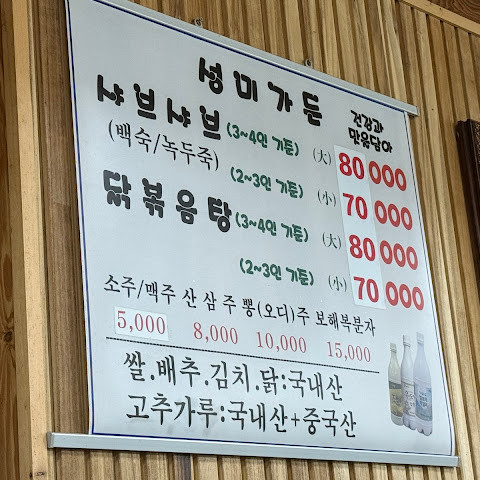 성미가든
건강과
맛을담아
샤브샤브
(백숙/녹두죽)
(3~4인 기준) (大) 80 000
(2~3인 기준) (小) 70 000
닭볶음탕
(3~4인 기준) (大) 80 000
(2~3인 기준) (小) 70 000
소주/맥주 산 삼 주 뽕(오디)주 보해복분자
5,000 8,000 10,000 15,000
쌀.배추.김치.닭:국내산
고추가루:국내산+중국산